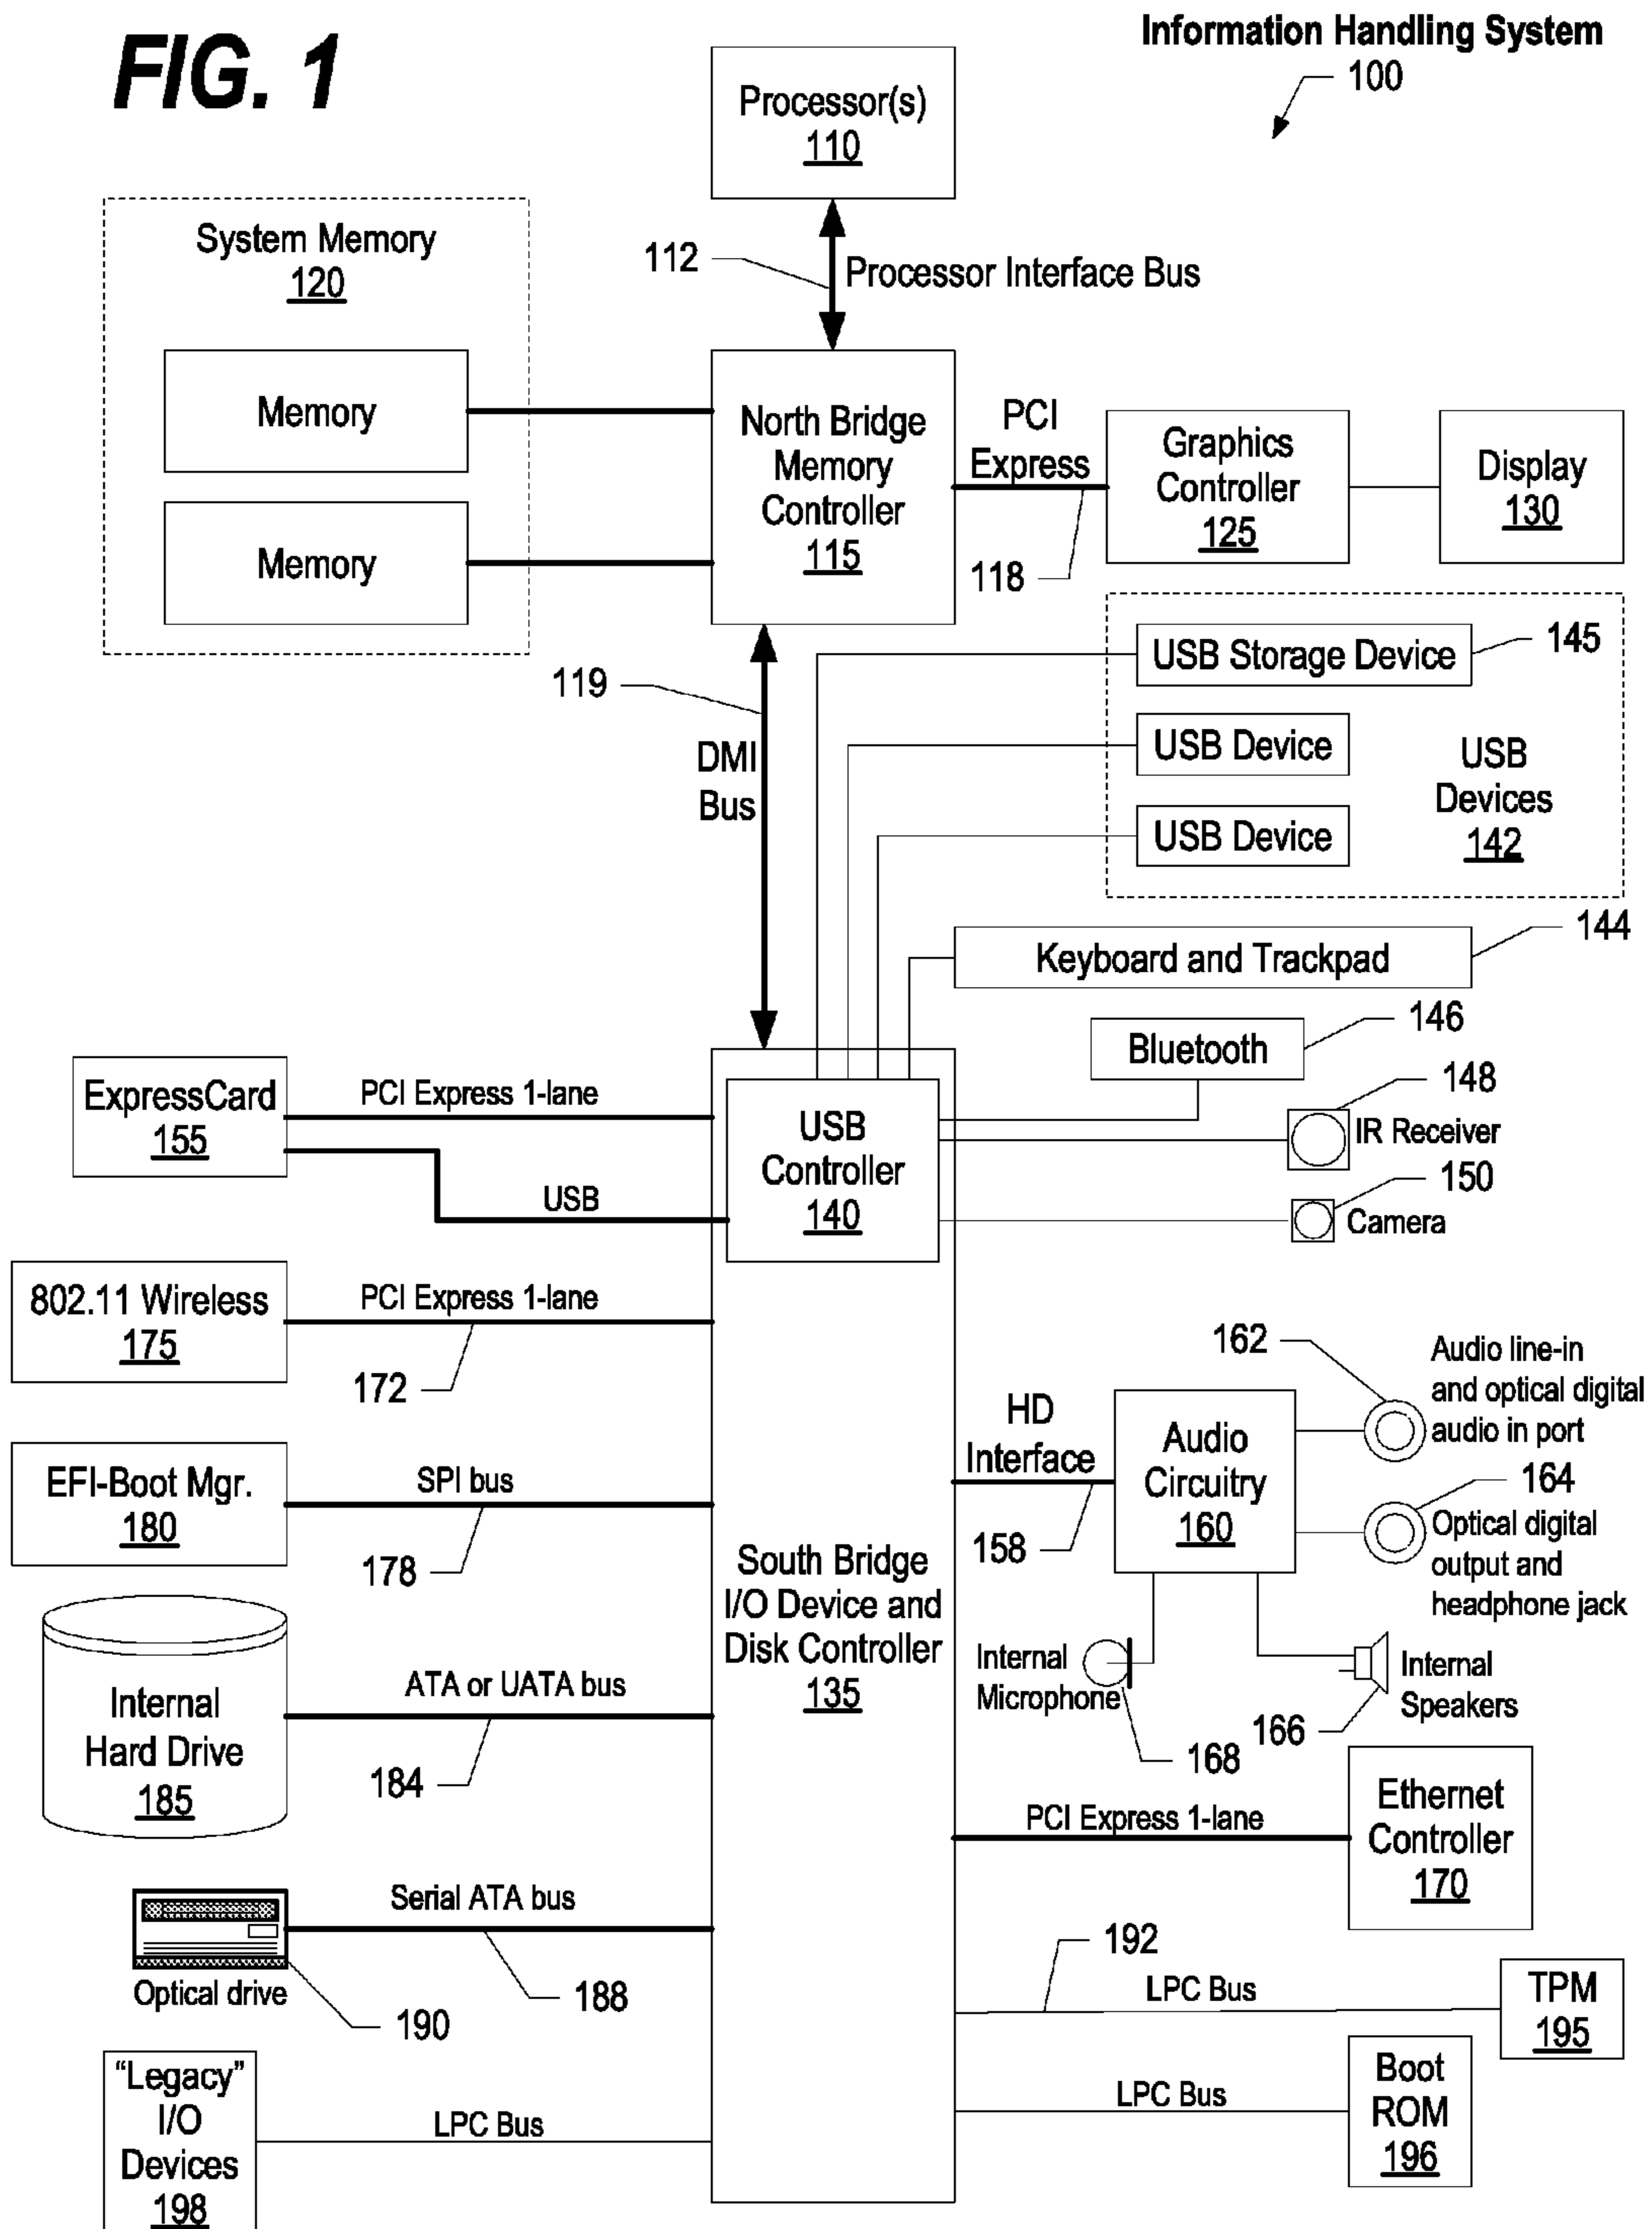 FIG. 1
Information Handling System
100
Processor(s)
110
System Memory
120
112
Processor Interface Bus
Memory
Memory
North Bridge
Memory
Controller
115
PCI
Express
118
Graphics
Controller
125
Display
130
119
DMI
Bus
USB Storage Device
145
USB Device
USB Device
USB
Devices
142
Keyboard and Trackpad
144
Bluetooth
146
148
IR Receiver
150
Camera
ExpressCard
155
PCI Express 1-lane
USB
USB
Controller
140
802.11 Wireless
175
PCI Express 1-lane
172
EFI-Boot Mgr.
180
SPI bus
178
Internal
Hard Drive
185
ATA or UATA bus
184
South Bridge
I/O Device and
Disk Controller
135
HD
Interface
158
Audio
Circuitry
160
162
Audio line-in
and optical digital
audio in port
164
Optical digital
output and
headphone jack
Internal
Microphone
168
Internal
Speakers
166
PCI Express 1-lane
Ethernet
Controller
170
Serial ATA bus
188
Optical drive
190
192
LPC Bus
TPM
195
LPC Bus
Boot
ROM
196
“Legacy”
I/O
Devices
198
LPC Bus